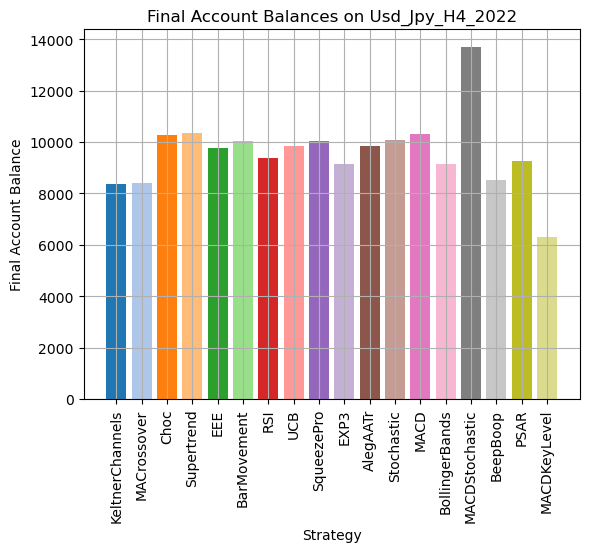 Final Account Balances on Usd_Jpy_H4_2022
14000
12000
10000
8000
6000
4000
2000
0
Final Account Balance
KeltnerChannels
MACrossover
Choc
Supertrend
EEE
BarMovement
RSI
UCB
SqueezePro
EXP3
AlegAATr
Stochastic
MACD
BollingerBands
MACDStochastic
BeepBoop
PSAR
MACDKeyLevel
Strategy